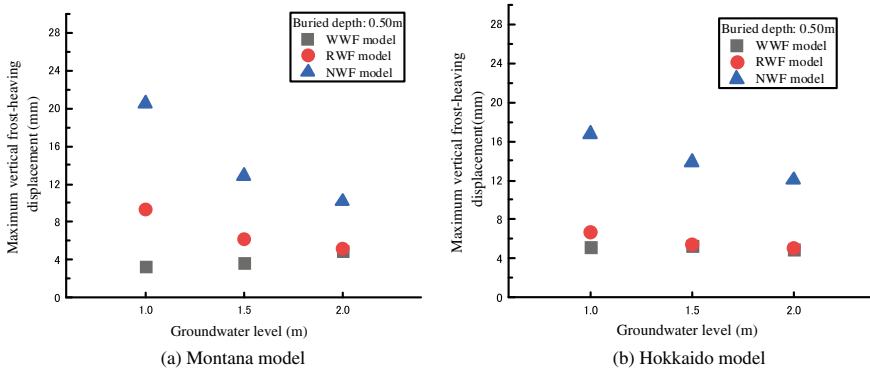 Maximum vertical frost-heaving
displacement (mm)
28
24
20
16
12
8
4
0
Buried depth: 0.50m
WWF model
RWF model
NWF model
1.0
1.5
2.0
Groundwater level (m)
(a) Montana model
Maximum vertical frost-heaving
displacement(mm)
28
24
20
16
12
8
4
0
Buried depth: 0.50m
WWF model
RWF model
NWF model
1.0
1.5
2.0
Groundwater level (m)
(b) Hokkaido model